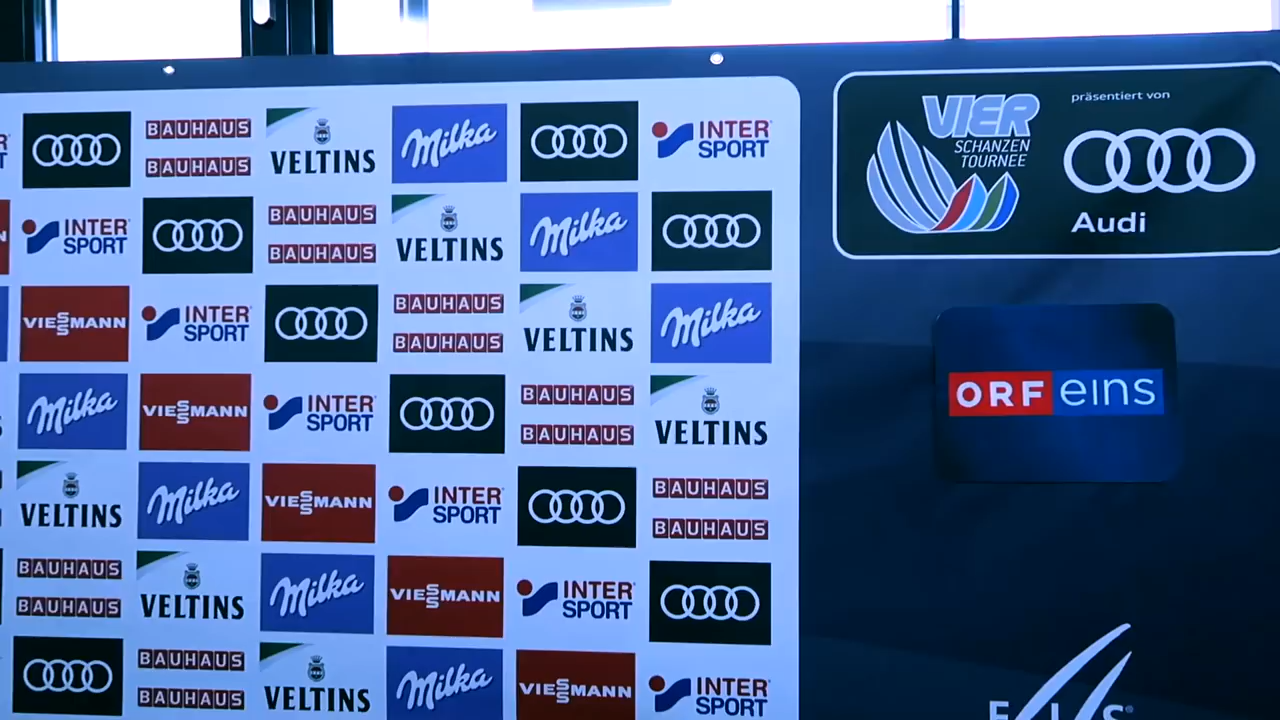 BAUHAUS
BAUHAUS
VELTINS
Milka
INTER
SPORT
VIER
SCHANZEN
TOURNEE
präsentiert von
Audi
INTER
SPORT
BAUHAUS
BAUHAUS
VELTINS
Milka
VIESSMANN
INTER
SPORT
BAUHAUS
BAUHAUS
VELTINS
Milka
ORF eins
Milka
VIESSMANN
INTER
SPORT
BAUHAUS
BAUHAUS
VELTINS
VELTINS
Milka
VIESSMANN
INTER
SPORT
BAUHAUS
BAUHAUS
BAUHAUS
BAUHAUS
VELTINS
Milka
VIESSMANN
INTER
SPORT
BAUHAUS
BAUHAUS
VELTINS
Milka
VIESSMANN
INTER
SPORT